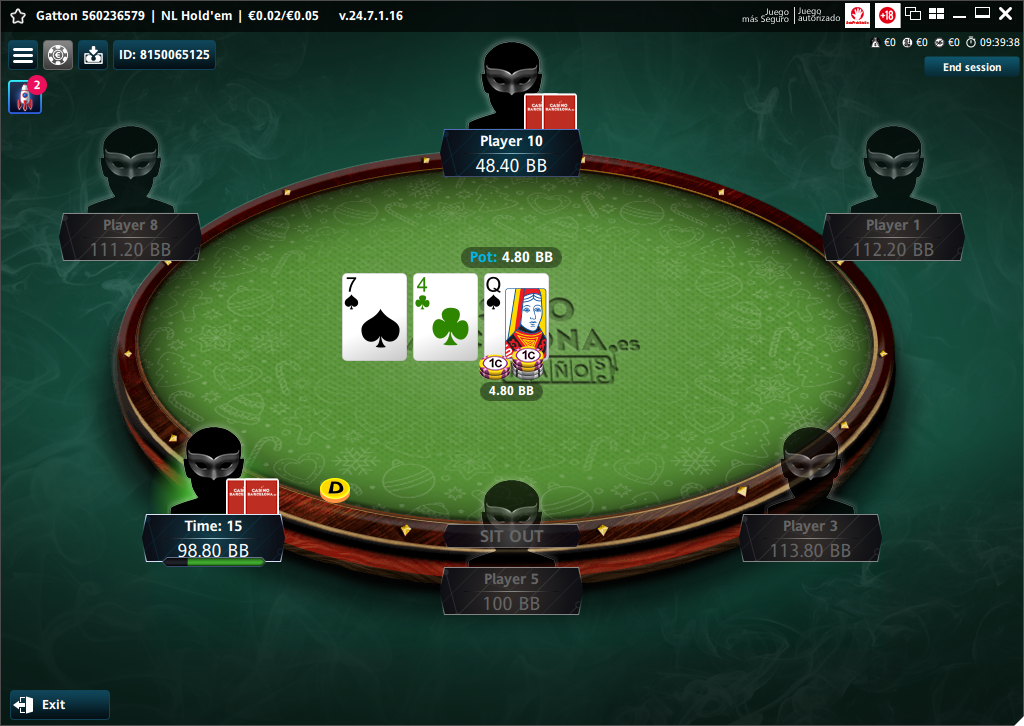 Gatton 560236579 | NL Hold'em | €0.02/€0.05 v.24.7.1.16
Juego más Seguro
Juego autorizado
+18
ID: 8150065125
€0 €0 €0 09:39:38
End session
2
Player 10
48.40 BB
Player 8
111.20 BB
Player 1
112.20 BB
Pot: 4.80 BB
7
4
Q
.es
1c
1c
4.80 BB
D
Time: 15
98.80 BB
SIT OUT
Player 5
100 BB
Player 3
113.80 BB
Exit